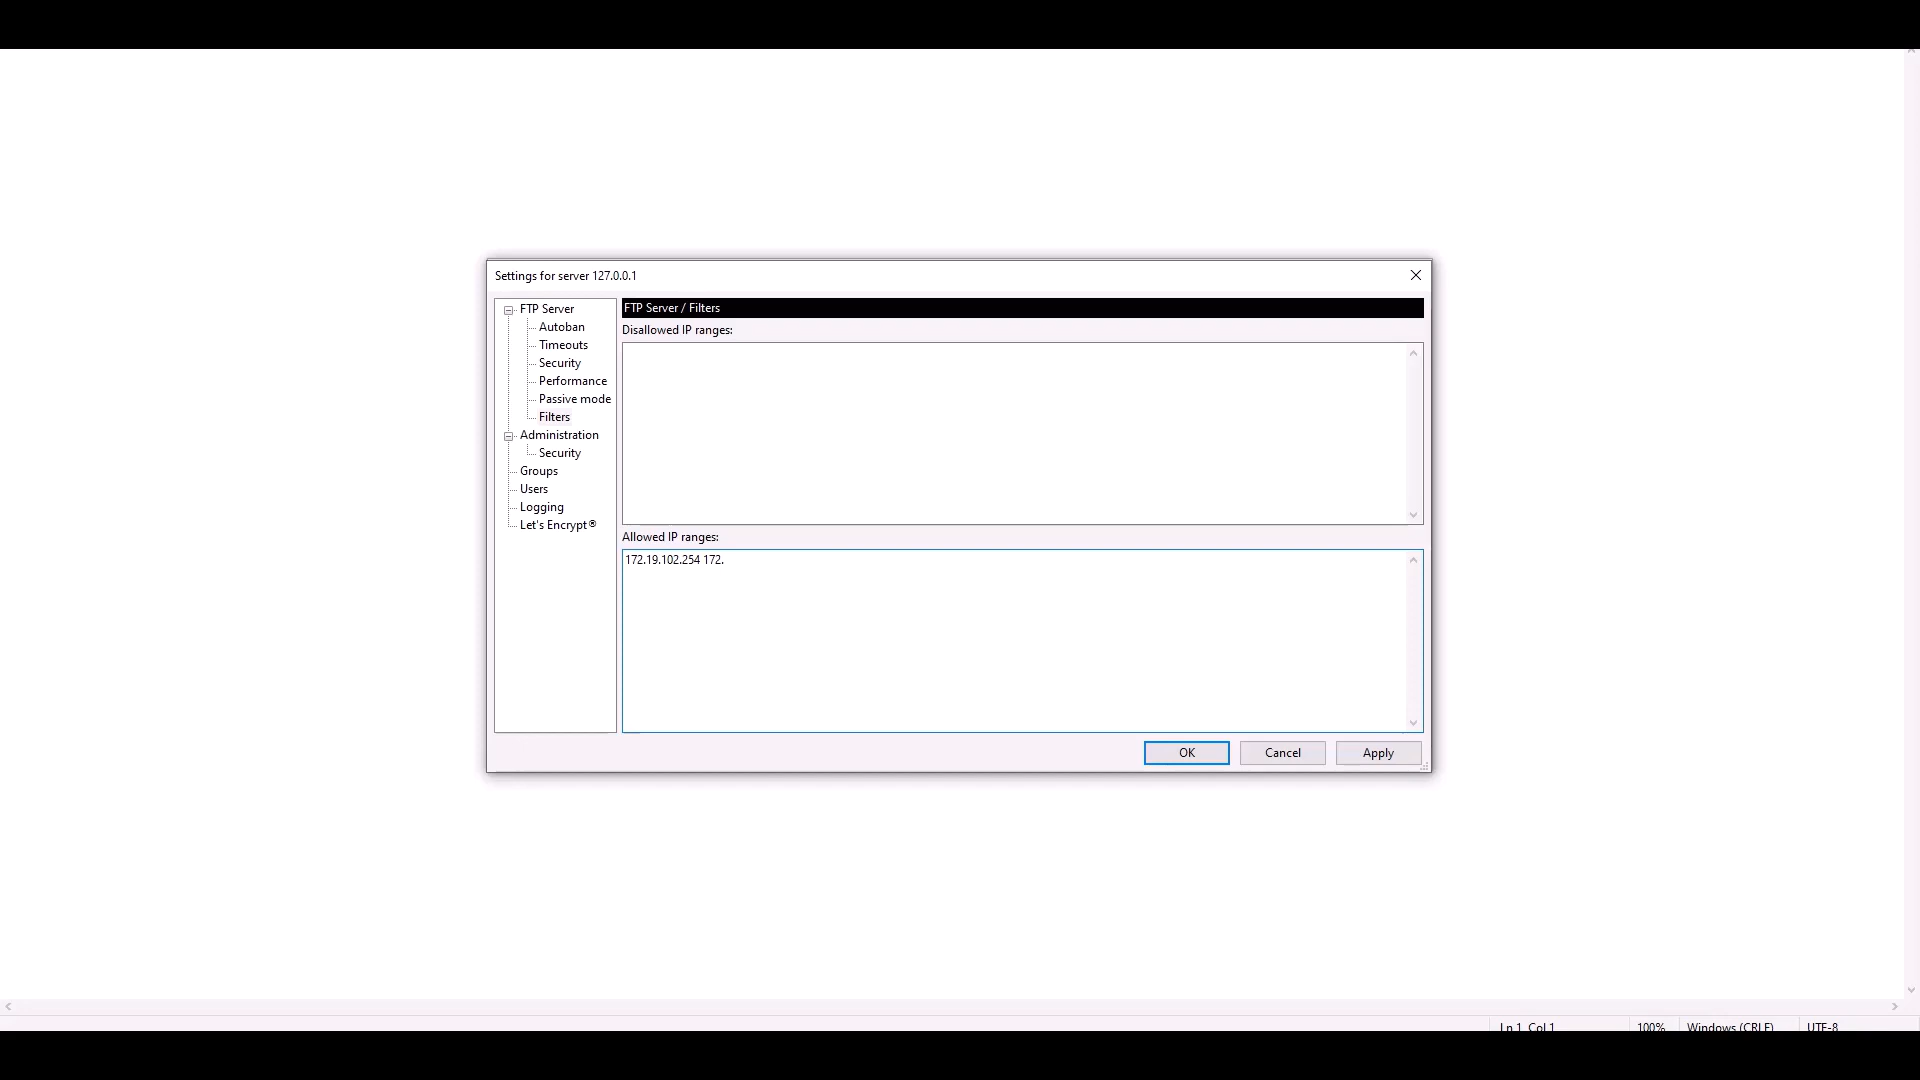 Settings for server 127.0.0.1
FTP Server
Autoban
Timeouts
Security
Performance
Passive mode
Filters
Administration
Security
Groups
Users
Logging
Let's Encrypt®
FTP Server / Filters
Disallowed IP ranges:
Allowed IP ranges:
172.19.102.254 172.
OK
Cancel
Apply
Ln 1, Col 1
100%
Windows (CRLF)
UTF-8